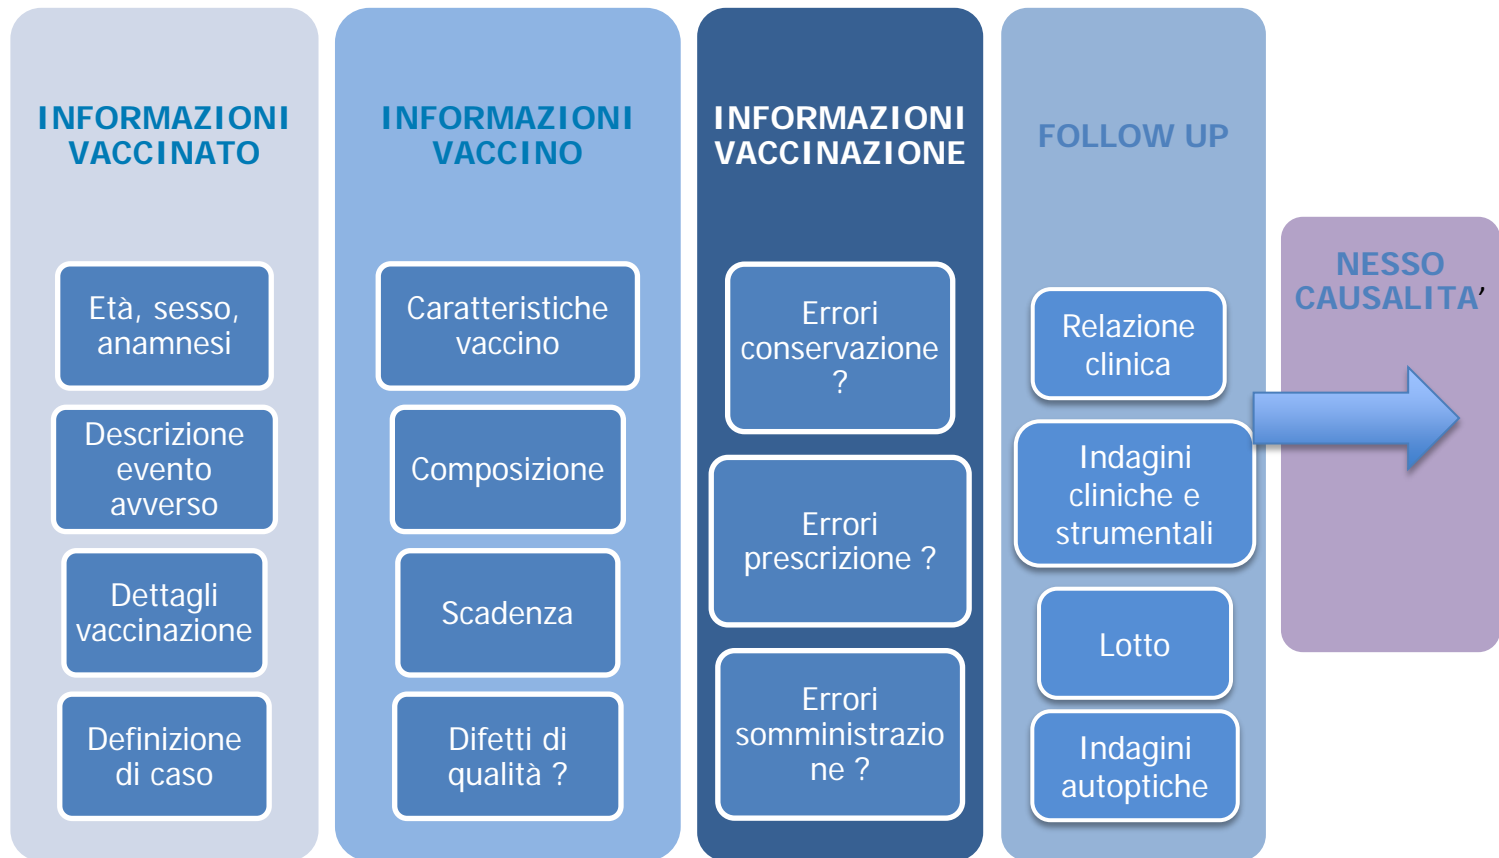 INFORMAZIONI
VACCINATO
Età, sesso,
anamnesi
Descrizione
evento
avverso
Dettagli
vaccinazione
Definizione
di caso
INFORMAZIONI
VACCINO
Caratteristiche
vaccino
Composizione
Scadenza
Difetti di
qualità ?
INFORMAZIONI
VACCINAZIONE
Errori
conservazione
?
Errori
prescrizione ?
Errori
somministrazio
ne ?
FOLLOW UP
Relazione
clinica
Indagini
cliniche e
strumentali
Lotto
Indagini
autoptiche
NESSO
CAUSALITA’